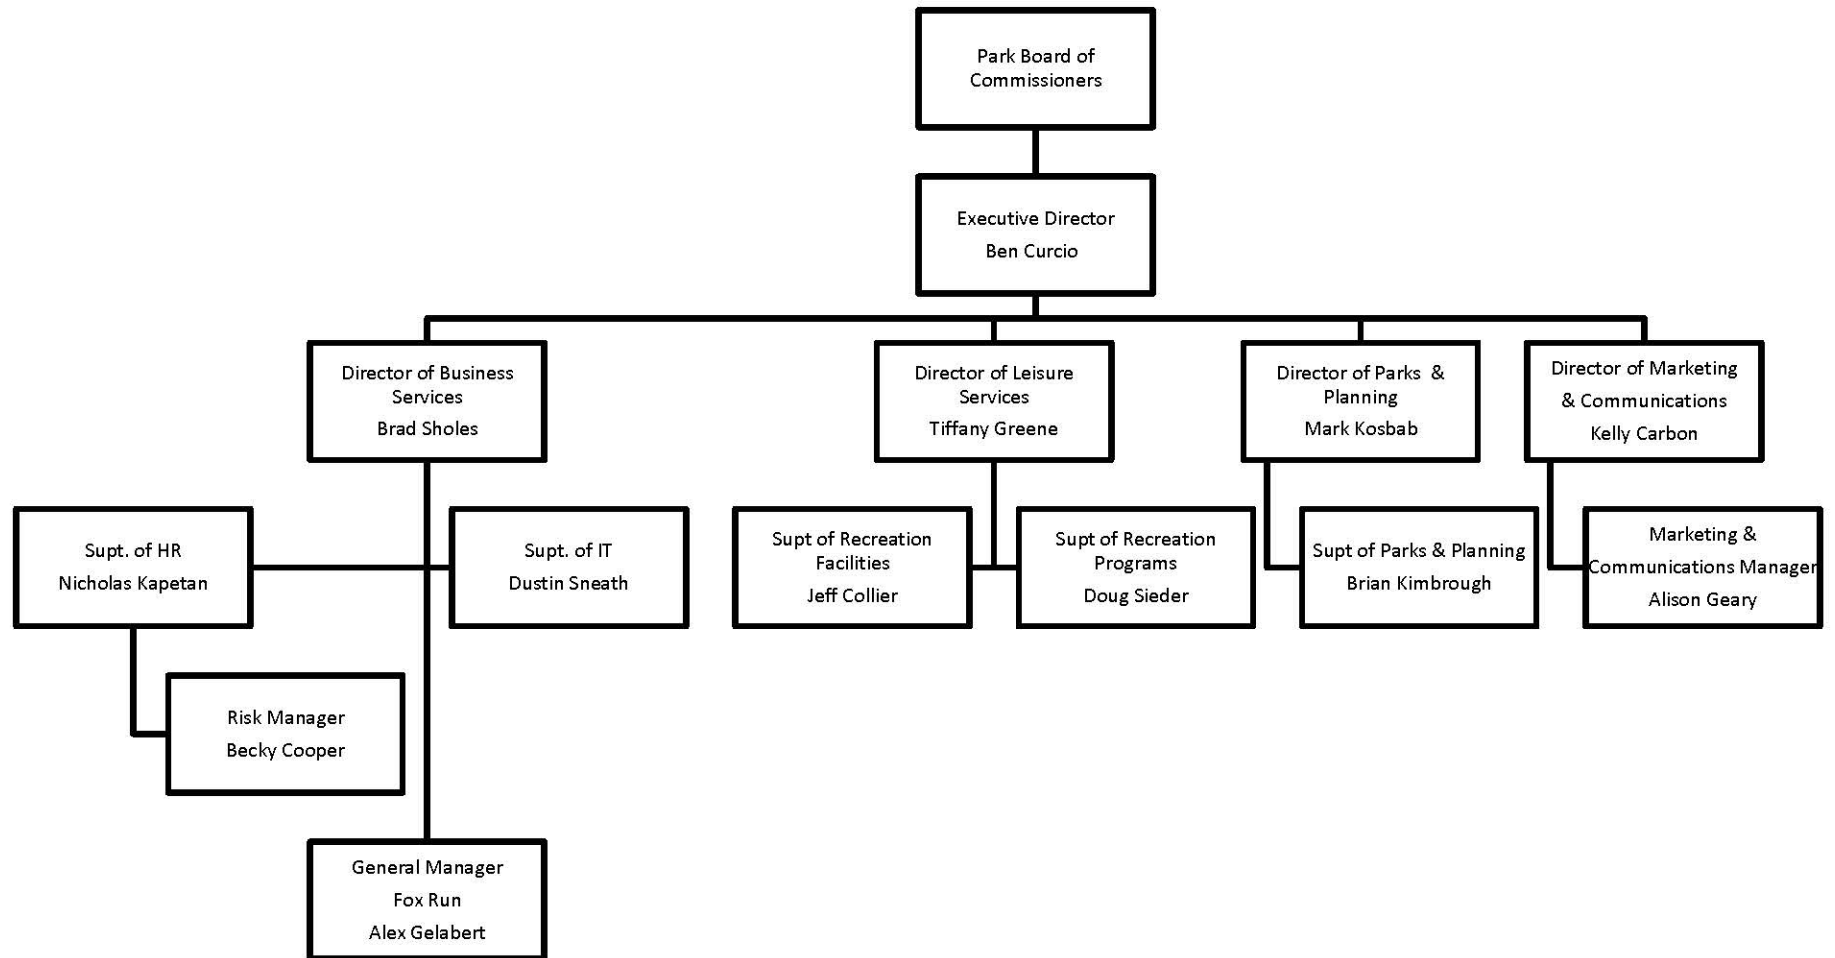 Park Board of
Commissioners
Executive Director
Ben Curcio
Director of Business
Services
Brad Sholes
Director of Leisure
Services
Tiffany Greene
Director of Parks &
Planning
Mark Kosbab
Director of Marketing
& Communications
Kelly Carbon
Supt. of HR
Nicholas Kapetan
Supt. of IT
Dustin Sneath
Supt of Recreation
Facilities
Jeff Collier
Supt of Recreation
Programs
Doug Sieder
Supt of Parks & Planning
Brian Kimbrough
Marketing &
Communications Manager
Alison Geary
Risk Manager
Becky Cooper
General Manager
Fox Run
Alex Gelabert